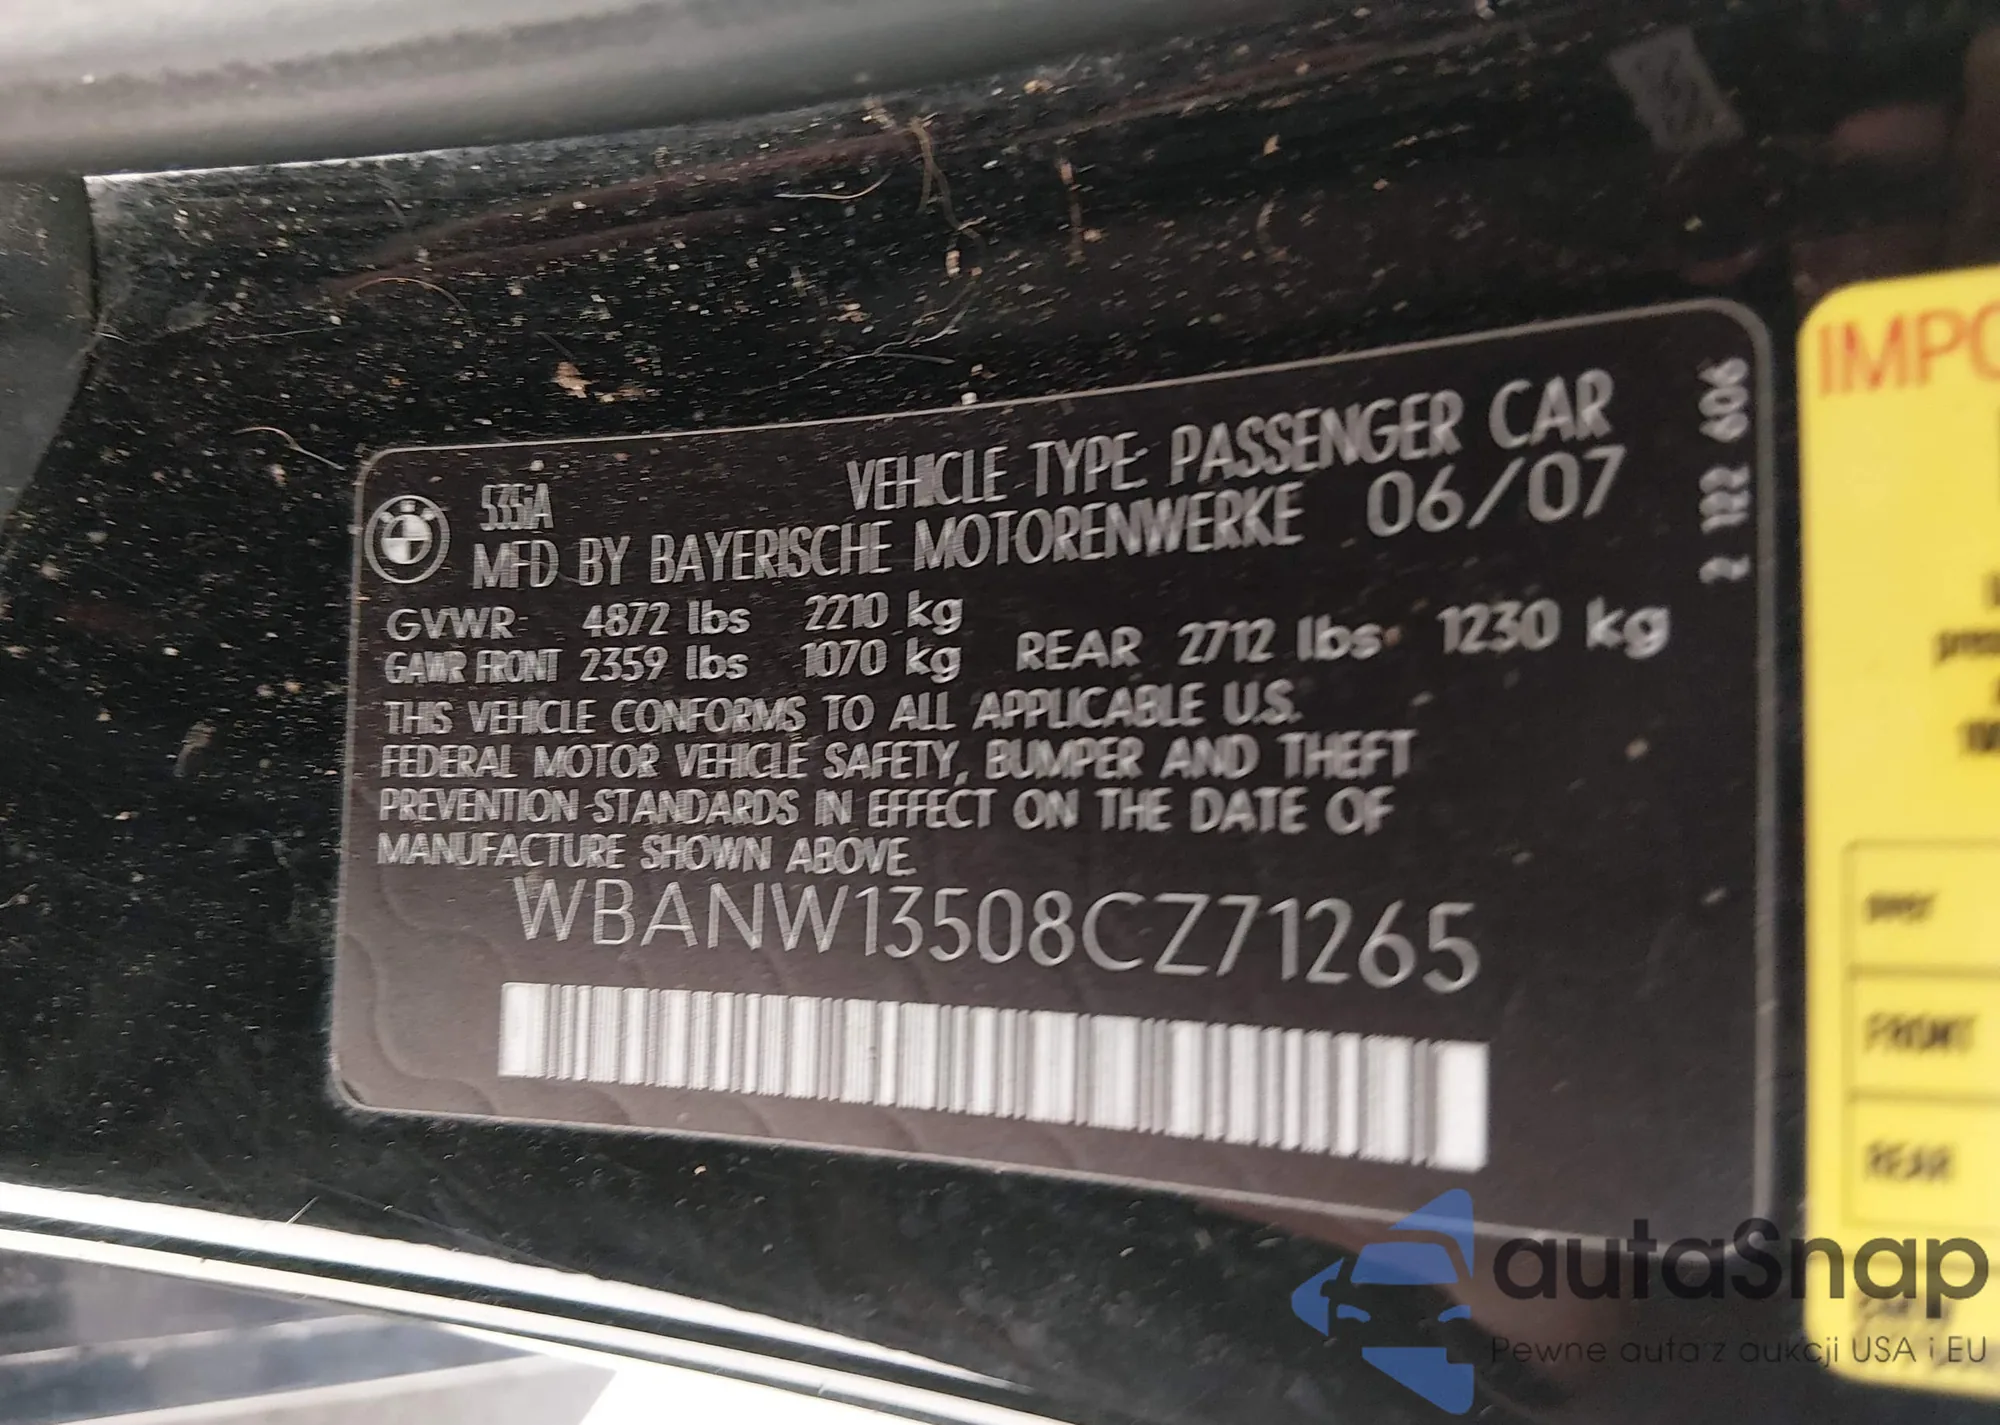 535iA
VEHICLE TYPE PASSENGER CAR
MFD BY BAYERISCHE MOTORENWERKE 06/07
GVWR 4872 lbs 2210 kg
GAWR FRONT 2359 lbs 1070 kg REAR 2712 lbs 1230 kg
THIS VEHICLE CONFORMS TO ALL APPLICABLE U.S.
FEDERAL MOTOR VEHICLE SAFETY, BUMPER AND THEFT
PREVENTION STANDARDS IN EFFECT ON THE DATE OF
MANUFACTURE SHOWN ABOVE.
WBANW13508CZ71265
2 122 606
FRONT
REAR
autaSnap
Pewne auta z aukcji USA i EU